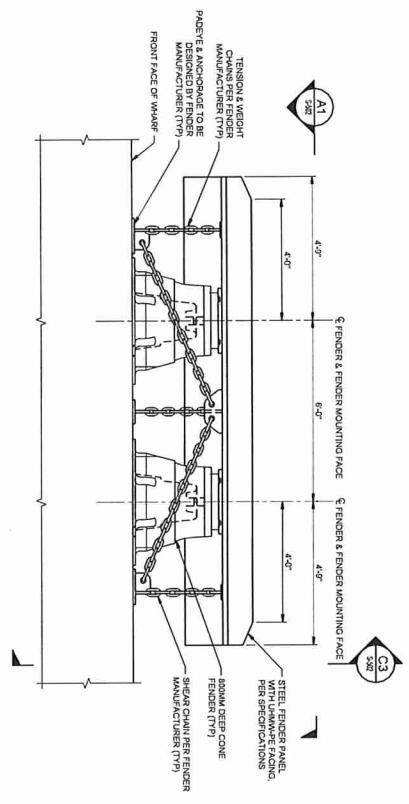 A1
S-502
4'-9"
6'-0"
4'-9"
4'-0"
4'-0"
℄ FENDER & FENDER MOUNTING FACE
℄ FENDER & FENDER MOUNTING FACE
C3
S-502
TENSION & WEIGHT
CHAINS PER FENDER
MANUFACTURER (TYP)
PADEYE & ANCHORAGE TO BE
DESIGNED BY FENDER
MANUFACTURER (TYP)
FRONT FACE OF WHARF
STEEL FENDER PANEL
WITH UHMW-PE FACING,
PER SPECIFICATIONS
800MM DEEP CONE
FENDER (TYP)
SHEAR CHAIN PER FENDER
MANUFACTURER (TYP)